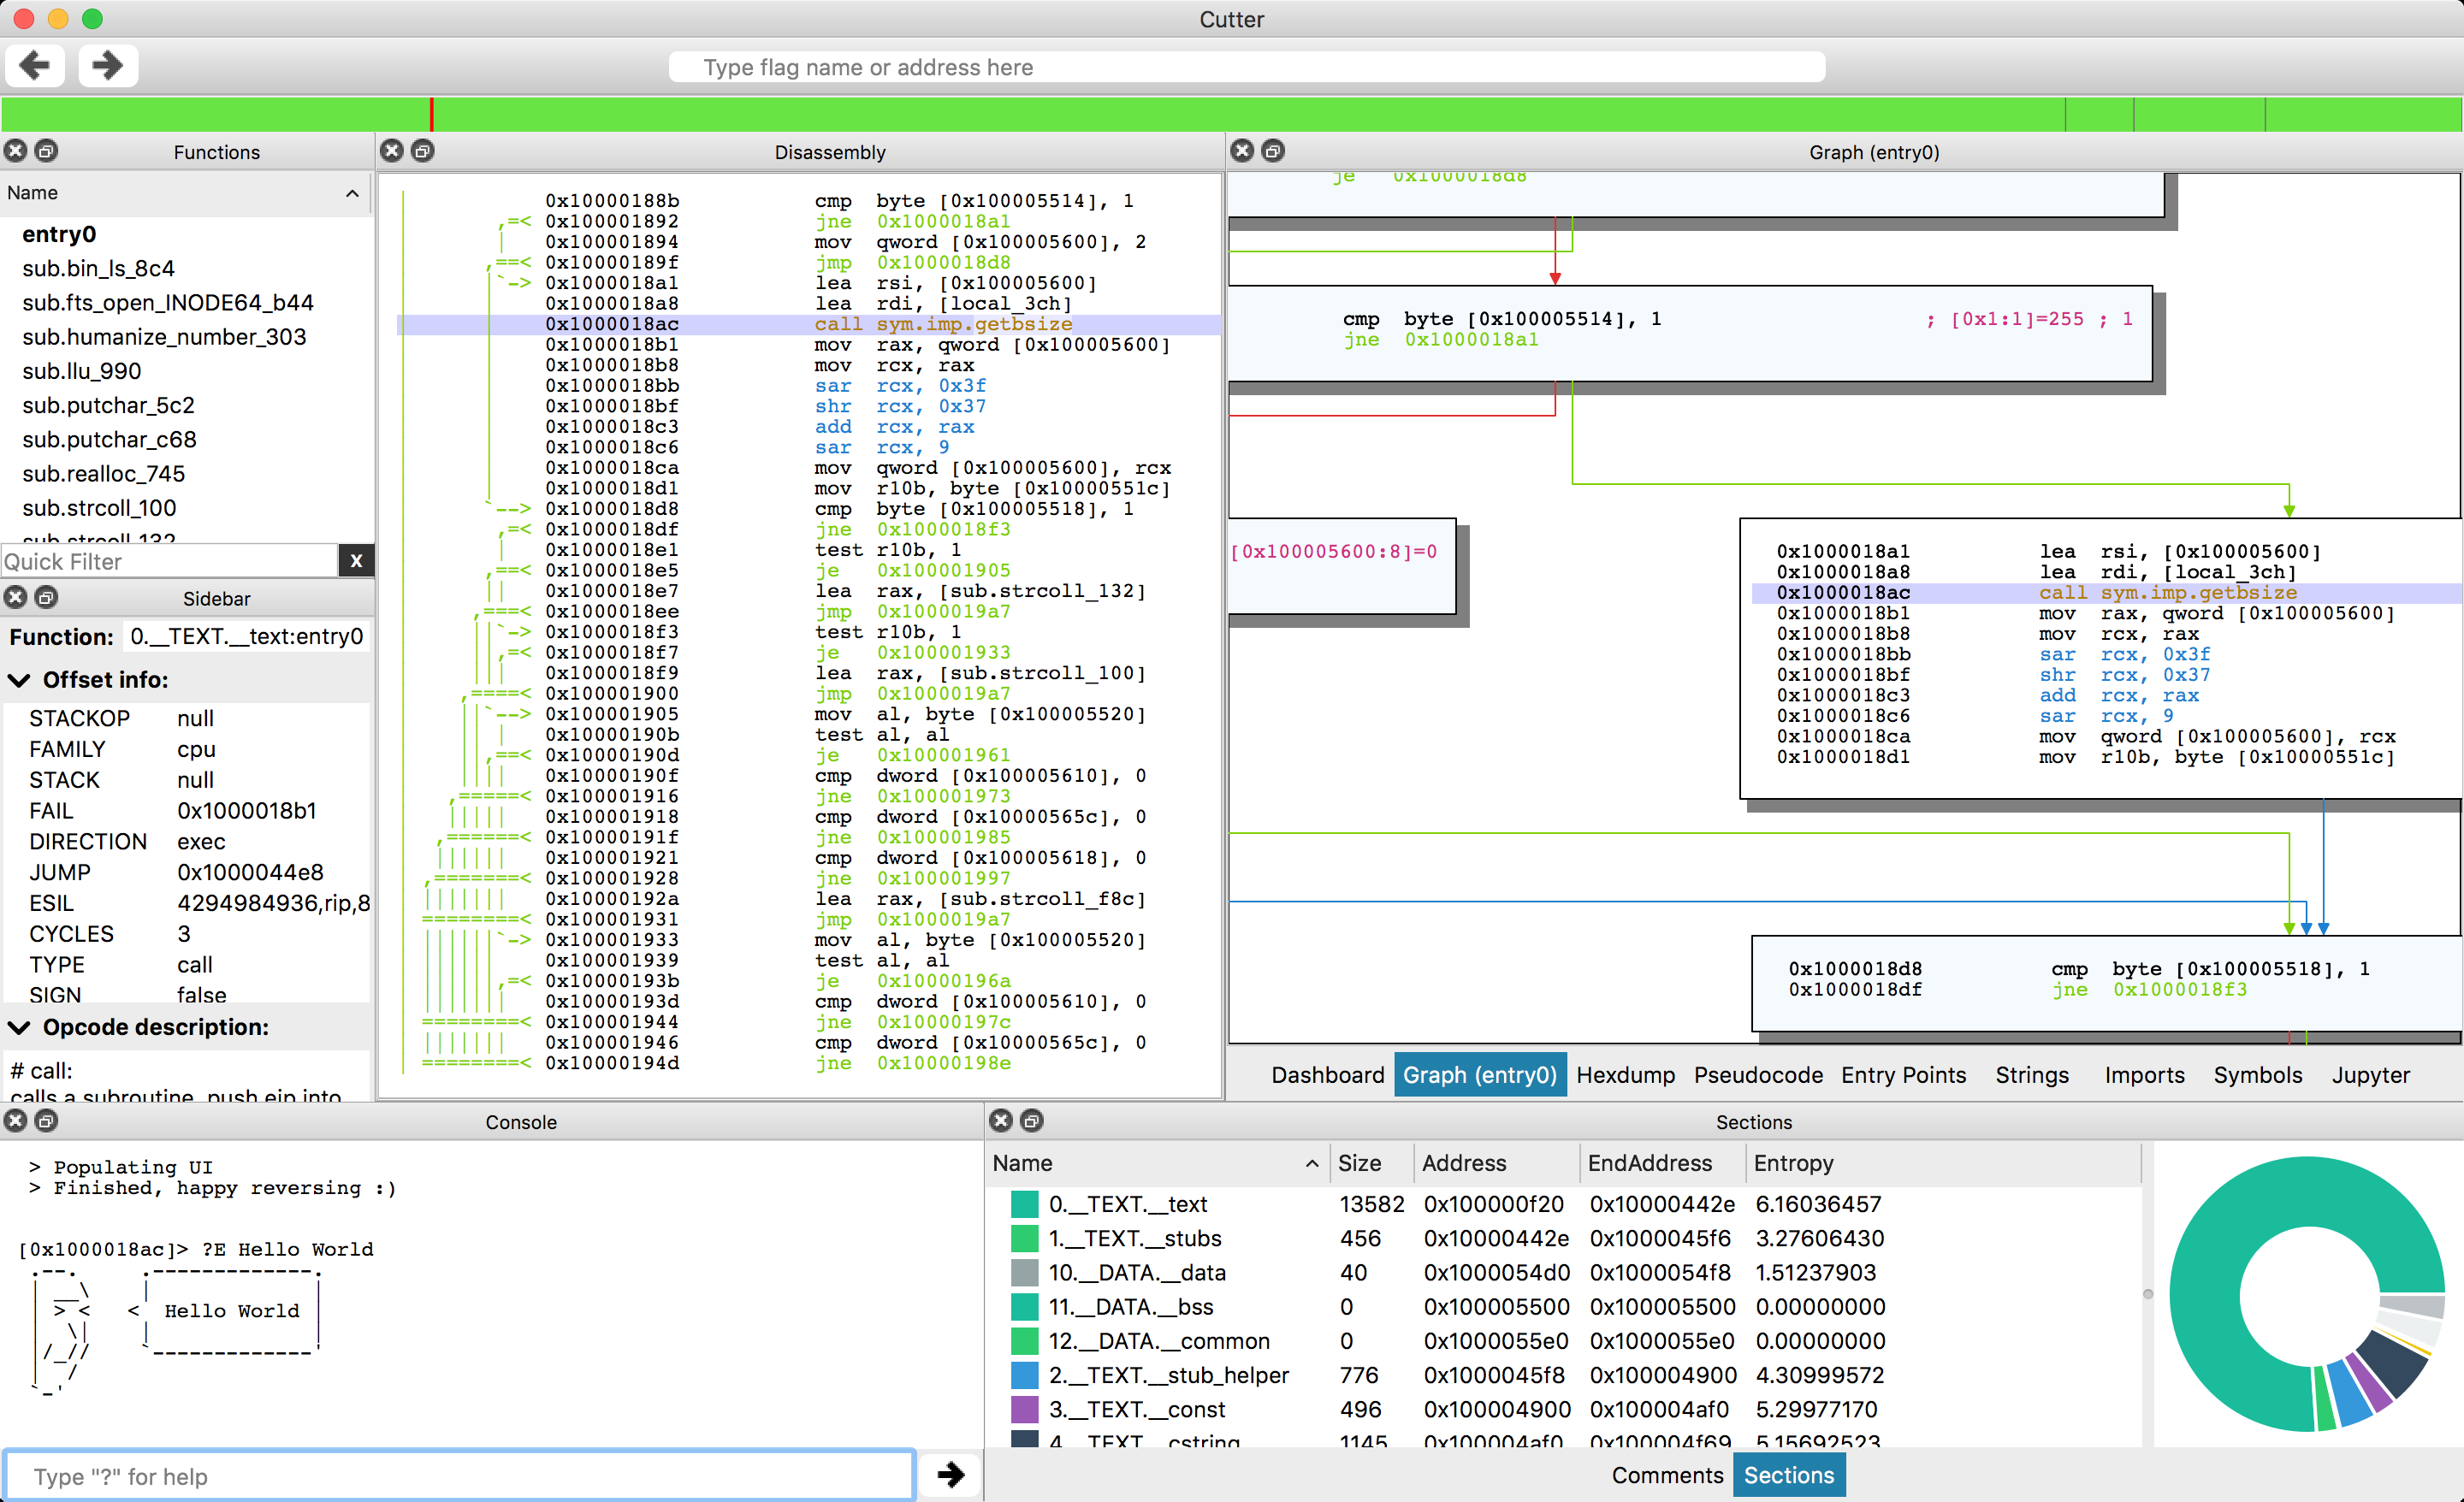 Cutter
Type flag name or address here
Functions
Name
entry0
sub.bin_ls_8c4
sub.fts_open_INODE64_b44
sub.humanize_number_303
sub.llu_990
sub.putchar_5c2
sub.putchar_c68
sub.realloc_745
sub.strcoll_100
sub.strcoll_132
Quick Filter
X
Sidebar
Function: 0.__TEXT.__text:entry0
Offset info:
STACKOP null
FAMILY cpu
STACK null
FAIL 0x1000018b1
DIRECTION exec
JUMP 0x1000044e8
ESIL 4294984936,rip,8
CYCLES 3
TYPE call
SIGN false
Opcode description:
# call:
calls a subroutine, push eip into
Disassembly
0x10000188b cmp byte [0x100005514], 1
0x100001892 jne 0x1000018a1
0x100001894 mov qword [0x100005600], 2
0x10000189f jmp 0x1000018d8
0x1000018a1 lea rsi, [0x100005600]
0x1000018a8 lea rdi, [local_3ch]
0x1000018ac call sym.imp.getbsize
0x1000018b1 mov rax, qword [0x100005600]
0x1000018b8 mov rcx, rax
0x1000018bb sar rcx, 0x3f
0x1000018bf shr rcx, 0x37
0x1000018c3 add rcx, rax
0x1000018c6 sar rcx, 9
0x1000018ca mov qword [0x100005600], rcx
0x1000018d1 mov r10b, byte [0x10000551c]
0x1000018d8 cmp byte [0x100005518], 1
0x1000018df jne 0x1000018f3
0x1000018e1 test r10b, 1
0x1000018e5 je 0x100001905
0x1000018e7 lea rax, [sub.strcoll_132]
0x1000018ee jmp 0x1000019a7
0x1000018f3 test r10b, 1
0x1000018f7 je 0x100001933
0x1000018f9 lea rax, [sub.strcoll_100]
0x100001900 jmp 0x1000019a7
0x100001905 mov al, byte [0x100005520]
0x10000190b test al, al
0x10000190d je 0x100001961
0x10000190f cmp dword [0x100005610], 0
0x100001916 jne 0x100001973
0x100001918 cmp dword [0x10000565c], 0
0x10000191f jne 0x100001985
0x100001921 cmp dword [0x100005618], 0
0x100001928 jne 0x100001997
0x10000192a lea rax, [sub.strcoll_f8c]
0x100001931 jmp 0x1000019a7
0x100001933 mov al, byte [0x100005520]
0x100001939 test al, al
0x10000193b je 0x10000196a
0x10000193d cmp dword [0x100005610], 0
0x100001944 jne 0x10000197c
0x100001946 cmp dword [0x10000565c], 0
0x10000194d jne 0x10000198e
Graph (entry0)
je 0x1000018d8
cmp byte [0x100005514], 1 ; [0x1:1]=255 ; 1
jne 0x1000018a1
[0x100005600:8]=0
0x1000018a1 lea rsi, [0x100005600]
0x1000018a8 lea rdi, [local_3ch]
0x1000018ac call sym.imp.getbsize
0x1000018b1 mov rax, qword [0x100005600]
0x1000018b8 mov rcx, rax
0x1000018bb sar rcx, 0x3f
0x1000018bf shr rcx, 0x37
0x1000018c3 add rcx, rax
0x1000018c6 sar rcx, 9
0x1000018ca mov qword [0x100005600], rcx
0x1000018d1 mov r10b, byte [0x10000551c]
0x1000018d8 cmp byte [0x100005518], 1
0x1000018df jne 0x1000018f3
Dashboard Graph (entry0) Hexdump Pseudocode Entry Points Strings Imports Symbols Jupyter
Console
> Populating UI
> Finished, happy reversing :)
[0x1000018ac]> ?E Hello World
Hello World
Type "?" for help
Sections
Name Size Address EndAddress Entropy
0.__TEXT.__text 13582 0x100000f20 0x10000442e 6.16036457
1.__TEXT.__stubs 456 0x10000442e 0x1000045f6 3.27606430
10.__DATA.__data 40 0x1000054d0 0x1000054f8 1.51237903
11.__DATA.__bss 0 0x100005500 0x100005500 0.00000000
12.__DATA.__common 0 0x1000055e0 0x1000055e0 0.00000000
2.__TEXT.__stub_helper 776 0x1000045f8 0x100004900 4.30999572
3.__TEXT.__const 496 0x100004900 0x100004af0 5.29977170
4.__TEXT.__cstring 1145 0x100004af0 0x100004f69 5.15692523
Comments Sections